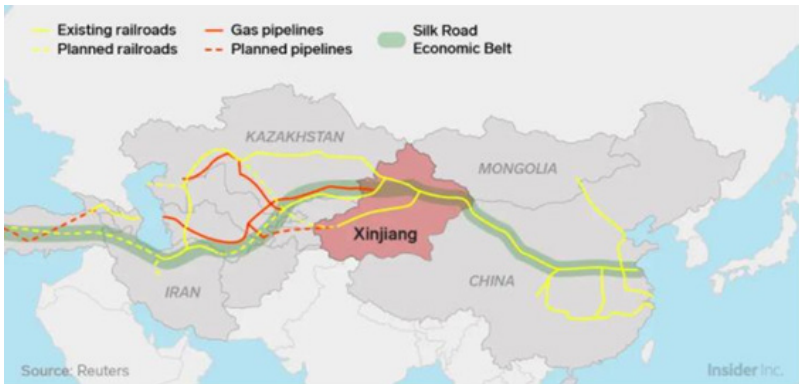 Existing railroads
Planned railroads
Gas pipelines
Planned pipelines
Silk Road
Economic Belt
KAZAKHSTAN
MONGOLIA
Xinjiang
IRAN
CHINA
Source: Reuters
Insider Inc.